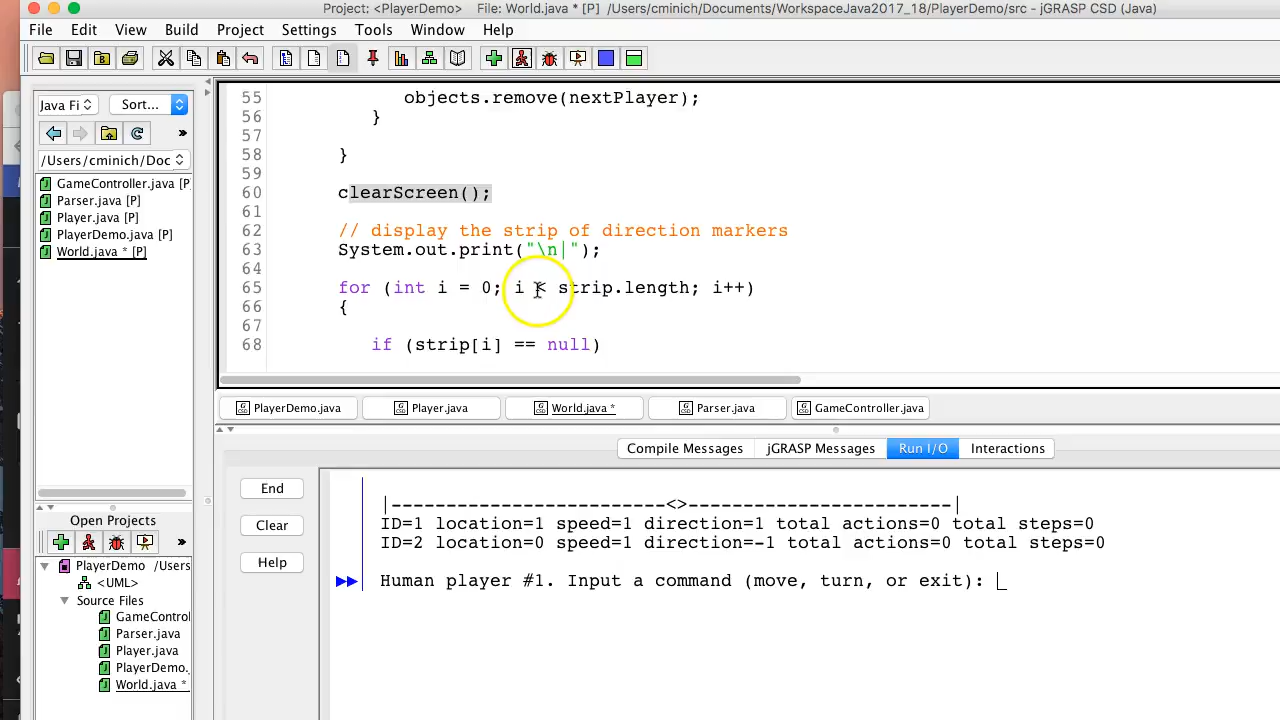 Project: <PlayerDemo>   File: World.java * [P]  /Users/cminich/Documents/WorkspaceJava2017_18/PlayerDemo/src - jGRASP CSD (Java)
File Edit View Build Project Settings Tools Window Help
Java Fi
Sort...
»
/Users/cminich/Doc
GameController.java [P
Parser.java [P]
Player.java [P]
PlayerDemo.java [P]
World.java * [P]
55 objects.remove(nextPlayer);
56 }
57
58 }
59
60 clearScreen();
61
62 // display the strip of direction markers
63 System.out.print("\n|");
64
65 for (int i = 0; i < strip.length; i++)
66 {
67
68 if (strip[i] == null)
PlayerDemo.java
Player.java
World.java *
Parser.java
GameController.java
Compile Messages
jGRASP Messages
Run I/O
Interactions
Open Projects
»
PlayerDemo /Users
<UML>
Source Files
GameControl
Parser.java
Player.java
PlayerDemo.
World.java *
End
Clear
Help
|-------------------------<>------------------------|
ID=1 location=1 speed=1 direction=1 total actions=0 total steps=0
ID=2 location=0 speed=1 direction=-1 total actions=0 total steps=0
Human player #1. Input a command (move, turn, or exit):